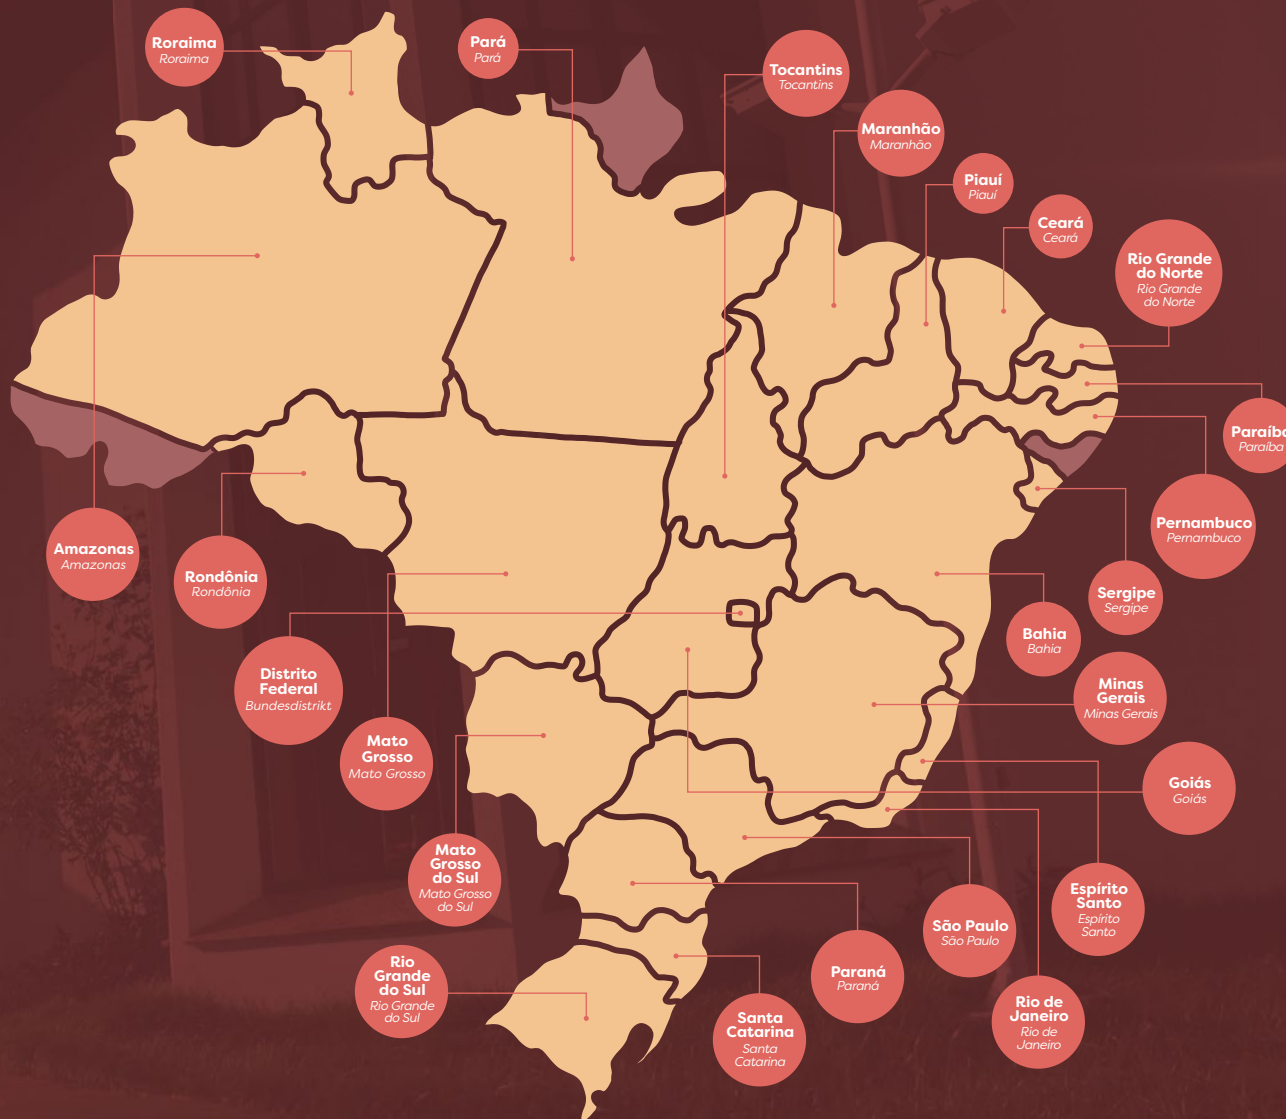 Roraima
Roraima
Pará
Pará
Tocantins
Tocantins
Maranhão
Maranhão
Piauí
Piauí
Ceará
Ceará
Rio Grande
do Norte
Rio Grande
do Norte
Paraíba
Paraíba
Pernambuco
Pernambuco
Amazonas
Amazonas
Rondônia
Rondônia
Sergipe
Sergipe
Bahia
Bahia
Distrito
Federal
Bundesdistrikt
Minas
Gerais
Minas Gerais
Mato
Grosso
Mato Grosso
Goiás
Goiás
Mato
Grosso
do Sul
Mato Grosso
do Sul
Espírito
Santo
Espírito
Santo
São Paulo
São Paulo
Paraná
Paraná
Rio
Grande
do Sul
Rio Grande
do Sul
Rio de
Janeiro
Rio de
Janeiro
Santa
Catarina
Santa
Catarina